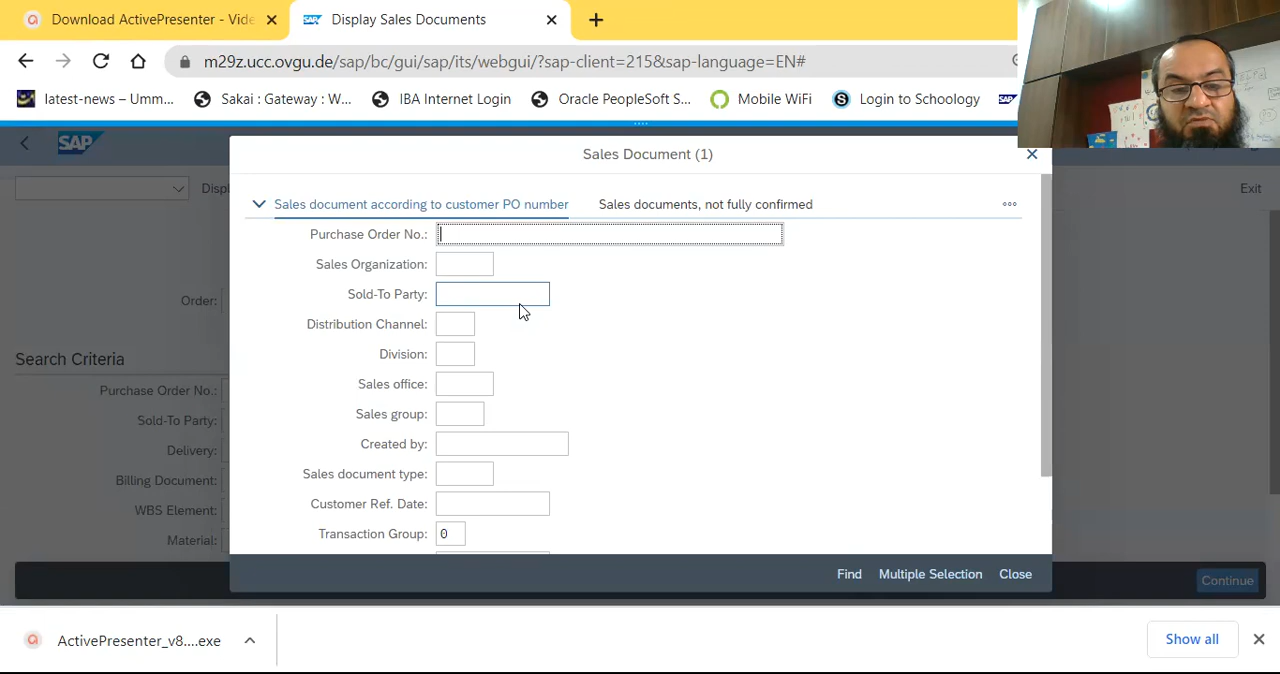 Download ActivePresenter - Vide
SAP Display Sales Documents
m29z.ucc.ovgu.de/sap/bc/gui/sap/its/webgui/?sap-client=215&sap-language=EN#
latest-news – Umm...
Sakai : Gateway : W...
IBA Internet Login
Oracle PeopleSoft S...
Mobile WiFi
Login to Schoology
SAP
SAP
Sales Document (1)
Displ
Exit
Sales document according to customer PO number
Sales documents, not fully confirmed
Purchase Order No.:
Sales Organization:
Sold-To Party:
Order:
Distribution Channel:
Division:
Search Criteria
Sales office:
Purchase Order No.:
Sales group:
Sold-To Party:
Created by:
Delivery:
Sales document type:
Billing Document:
Customer Ref. Date:
WBS Element:
Transaction Group: 0
Material:
Find
Multiple Selection
Close
Continue
ActivePresenter_v8....exe
Show all